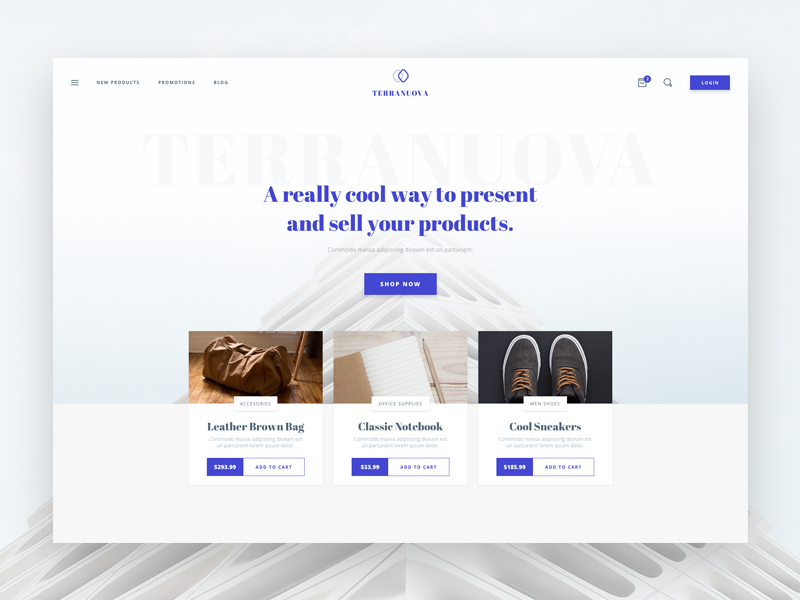 NEW PRODUCTS
PROMOTIONS
BLOG
TERRANUOVA
2
LOGIN
TERRANUOVA
A really cool way to present
and sell your products.
Commodo massa adipiscing diceam est un parturient.
SHOP NOW
ACCESORIES
Leather Brown Bag
Commodo massa adipiscing diceam est
un parturient lorem ipsum dolor.
$293.99
ADD TO CART
OFFICE SUPPLIES
Classic Notebook
Commodo massa adipiscing diceam est
un parturient lorem ipsum dolor.
$33.99
ADD TO CART
MEN SHOES
Cool Sneakers
Commodo massa adipiscing diceam est
un parturient lorem ipsum dolor.
$185.99
ADD TO CART